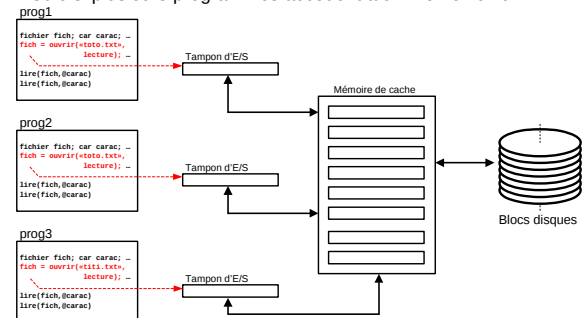 prog1
fichier fich; car carac; …
fich = ouvrir(«toto.txt»,
lecture); …
lire(fich,@carac)
lire(fich,@carac)
Tampon d'E/S
prog2
fichier fich; car carac; …
fich = ouvrir(«toto.txt»,
lecture); …
lire(fich,@carac)
lire(fich,@carac)
Tampon d'E/S
prog3
fichier fich; car carac; …
fich = ouvrir(«titi.txt»,
lecture); …
lire(fich,@carac)
lire(fich,@carac)
Tampon d'E/S
Mémoire de cache
Blocs disques